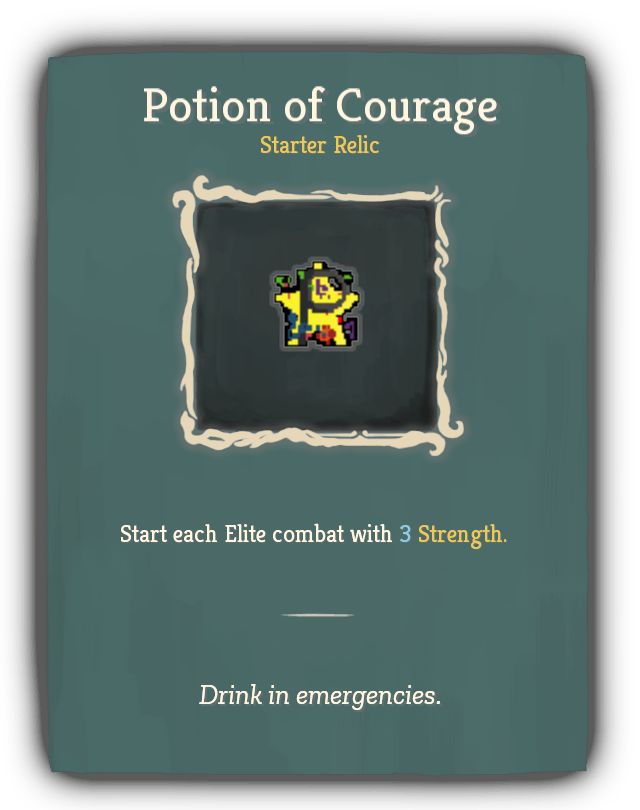 Potion of Courage
Starter Relic
Start each Elite combat with 3 Strength.
Drink in emergencies.